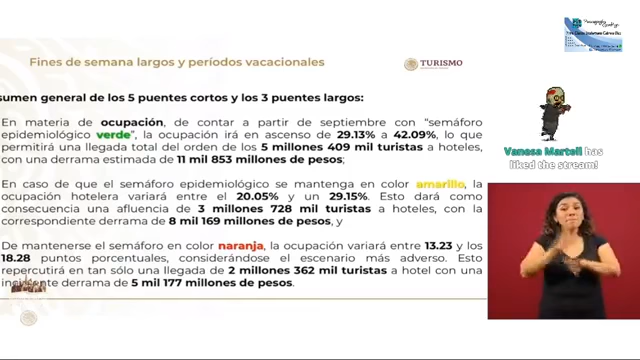 Fines de semana largos y períodos vacacionales
TURISMO
sumen general de los 5 puentes cortos y los 3 puentes largos:
En materia de ocupación, de contar a partir de septiembre con "semáforo
epidemiológico verde", la ocupación irá en ascenso de 29.13% a 42.09%, lo que
permitirá una llegada total del orden de los 5 millones 409 mil turistas a hoteles,
con una derrama estimada de 11 mil 853 millones de pesos;
En caso de que el semáforo epidemiológico se mantenga en color amarillo, la
ocupación hotelera variará entre el 20.05% y un 29.15%. Esto dará como
consecuencia una afluencia de 3 millones 728 mil turistas a hoteles, con la
correspondiente derrama de 8 mil 169 millones de pesos, y
De mantenerse el semáforo en color naranja, la ocupación variará entre 13.23 y los
18.28 puntos porcentuales, considerándose el escenario más adverso. Esto
repercutirá en tan sólo una llegada de 2 millones 362 mil turistas a hotel con una
derrama de 5 mil 177 millones de pesos.
Vanesa Martell has
liked the stream!